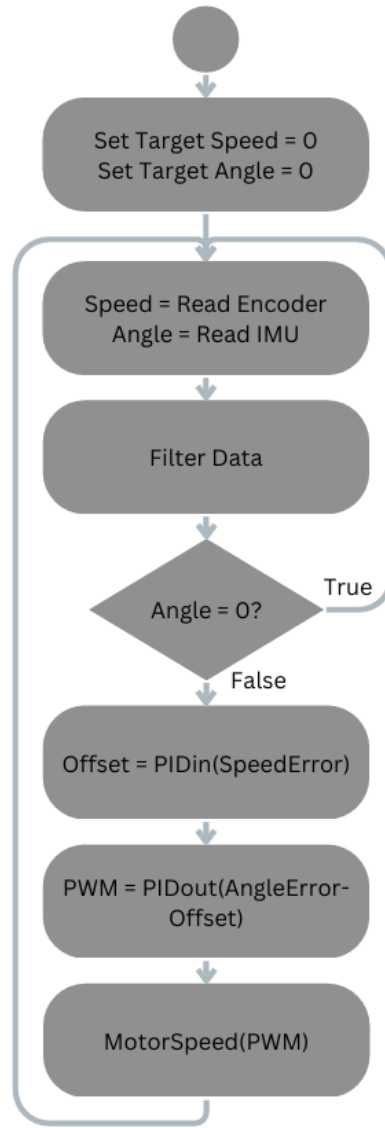 Set Target Speed = 0
Set Target Angle = 0
Speed = Read Encoder
Angle = Read IMU
Filter Data
Angle = 0?
True
False
Offset = PIDin(SpeedError)
PWM = PIDout(AngleError-
Offset)
MotorSpeed(PWM)